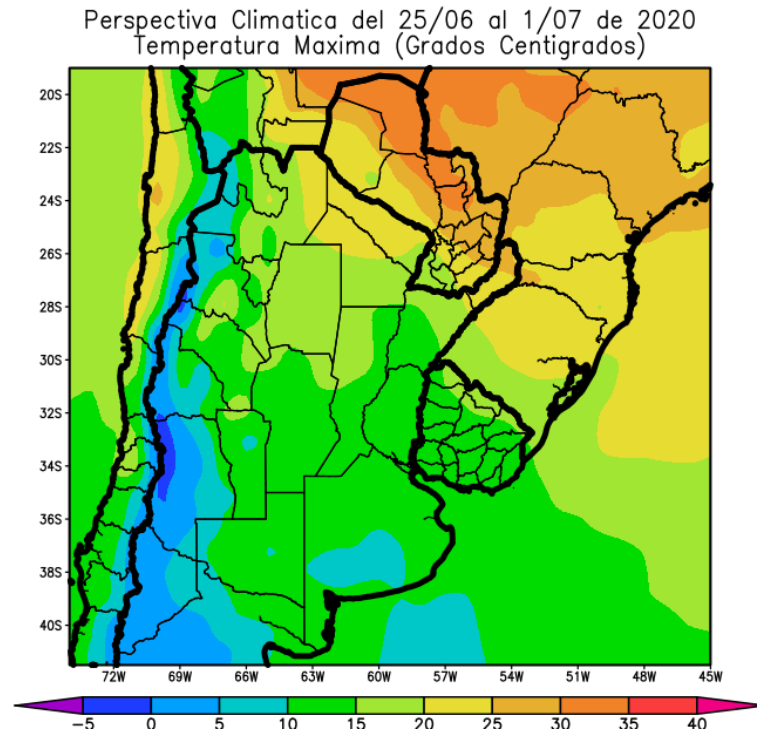 Perspectiva Climatica del 25/06 al 1/07 de 2020
Temperatura Maxima (Grados Centigrados)
20S
22S
24S
26S
28S
30S
32S
34S
36S
38S
40S
72W 69W 66W 63W 60W 57W 54W 51W 48W 45W
-5 0 5 10 15 20 25 30 35 40